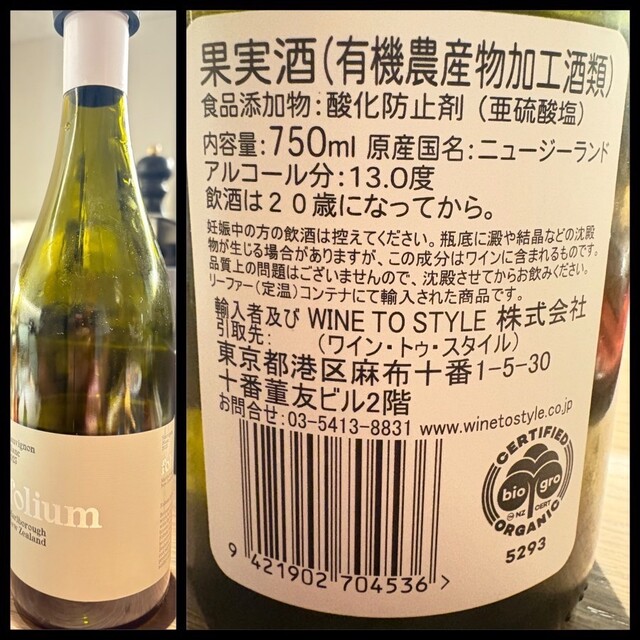 olium
Marlborough
New Zealand
果実酒(有機農産物加工酒類)
食品添加物:酸化防止剤(亜硫酸塩)
内容量:750ml 原産国名:ニュージーランド
アルコール分:13.0度
飲酒は20歳になってから。
妊娠中の方の飲酒は控えてください。瓶底に澱や結晶などの沈殿
物が生じる場合がありますが、この成分はワインに含まれるものです。
品質上の問題はございませんので、沈殿させてからお飲みください。
リーファー(定温)コンテナにて輸入された商品です。
輸入者及び WINE TO STYLE 株式会社
引取先: (ワイン・トゥ・スタイル)
東京都港区麻布十番1-5-30
十番董友ビル2階
お問合せ:03-5413-8831 www.winetostyle.co.jp
9 421902 704536 >
CERTIFIED
bio gro
NZ CERT
ORGANIC
5293